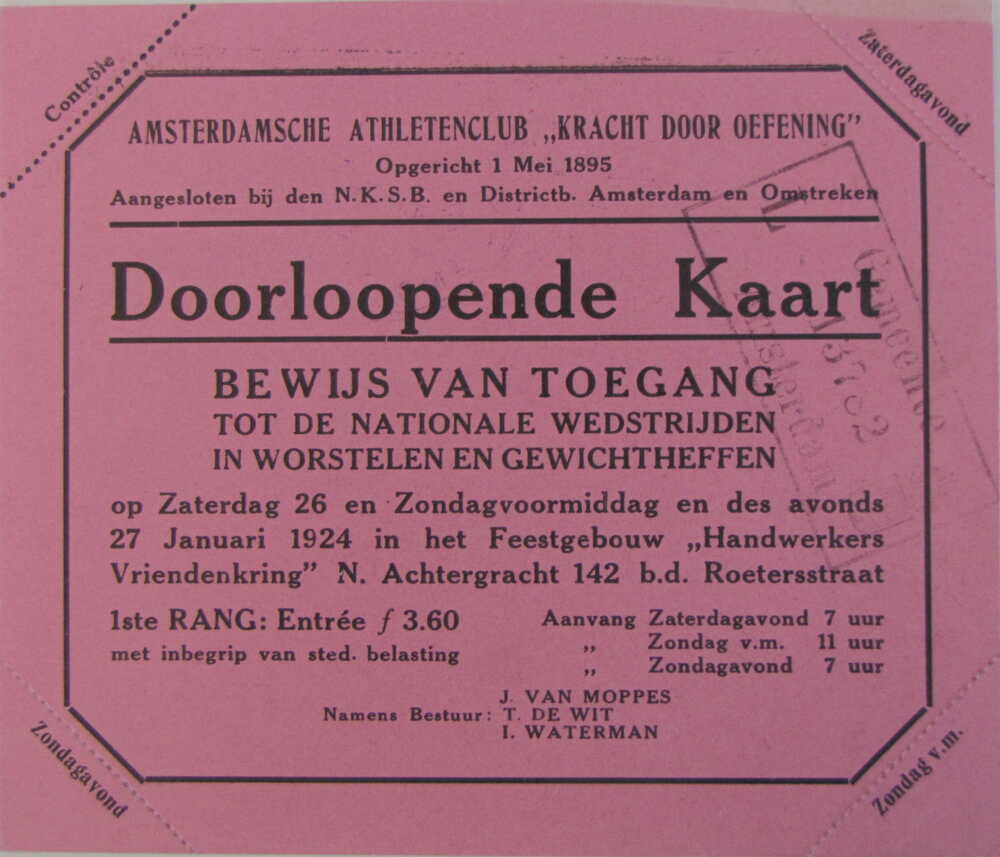 Contrôle
Zaterdagavond
AMSTERDAMSCHE ATHLETENCLUB „KRACHT DOOR OEFENING”
Opgericht 1 Mei 1895
Aangesloten bij den N.K.S.B. en Districtb. Amsterdam en Omstreken
Doorloopende Kaart
BEWIJS VAN TOEGANG
TOT DE NATIONALE WEDSTRIJDEN
IN WORSTELEN EN GEWICHTHEFFEN
op Zaterdag 26 en Zondagvoormiddag en des avonds
27 Januari 1924 in het Feestgebouw „Handwerkers
Vriendenkring” N. Achtergracht 142 b.d. Roetersstraat
1ste RANG: Entrée ƒ 3.60
met inbegrip van sted. belasting
Aanvang Zaterdagavond 7 uur
„ Zondag v.m. 11 uur
„ Zondagavond 7 uur
J. VAN MOPPES
Namens Bestuur: T. DE WIT
I. WATERMAN
Zondagavond
Zondag v.m.
Gemeente
Amsterdam